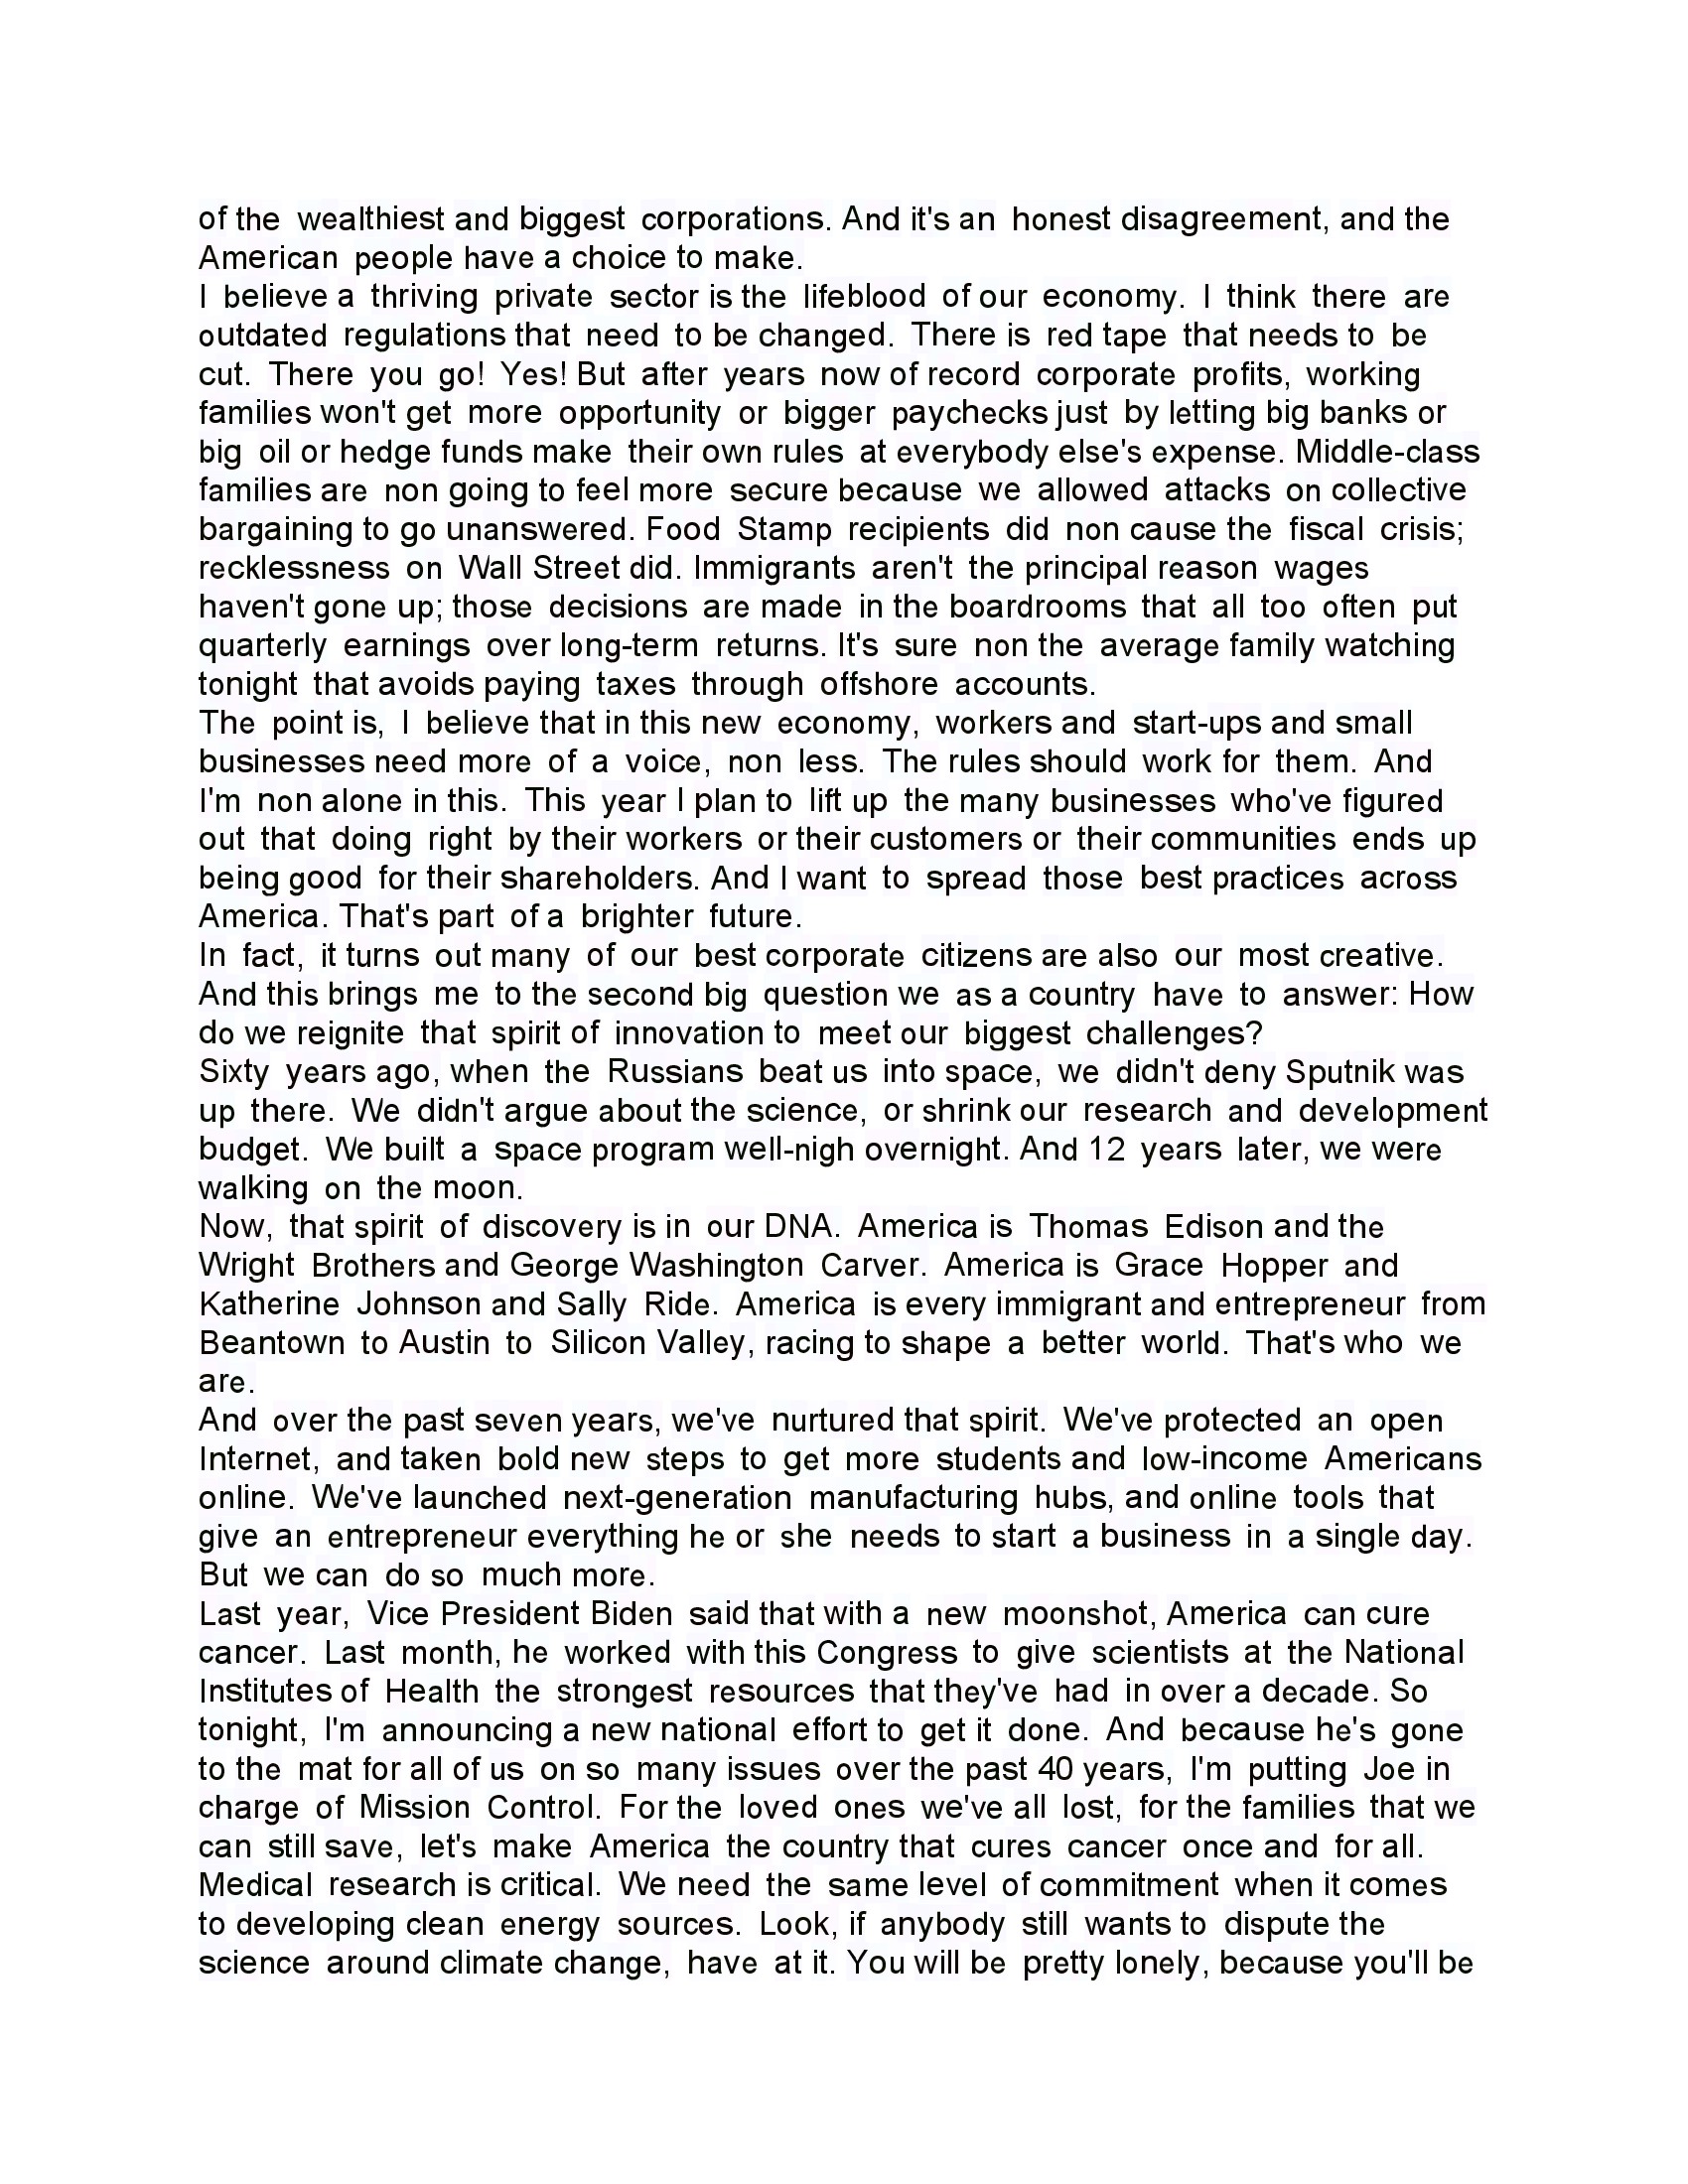 of the wealthiest and biggest corporations. And it's an honest disagreement, and the
American people have a choice to make.
I believe a thriving private sector is the lifeblood of our economy. I think there are
outdated regulations that need to be changed. There is red tape that needs to be
cut. There you go! Yes! But after years now of record corporate profits, working
families won't get more opportunity or bigger paychecks just by letting big banks or
big oil or hedge funds make their own rules at everybody else's expense. Middle-class
families are non going to feel more secure because we allowed attacks on collective
bargaining to go unanswered. Food Stamp recipients did non cause the fiscal crisis;
recklessness on Wall Street did. Immigrants aren't the principal reason wages
haven't gone up; those decisions are made in the boardrooms that all too often put
quarterly earnings over long-term returns. It's sure non the average family watching
tonight that avoids paying taxes through offshore accounts.
The point is, I believe that in this new economy, workers and start-ups and small
businesses need more of a voice, non less. The rules should work for them. And
I'm non alone in this. This year I plan to lift up the many businesses who've figured
out that doing right by their workers or their customers or their communities ends up
being good for their shareholders. And I want to spread those best practices across
America. That's part of a brighter future.
In fact, it turns out many of our best corporate citizens are also our most creative.
And this brings me to the second big question we as a country have to answer: How
do we reignite that spirit of innovation to meet our biggest challenges?
Sixty years ago, when the Russians beat us into space, we didn't deny Sputnik was
up there. We didn't argue about the science, or shrink our research and development
budget. We built a space program well-nigh overnight. And 12 years later, we were
walking on the moon.
Now, that spirit of discovery is in our DNA. America is Thomas Edison and the
Wright Brothers and George Washington Carver. America is Grace Hopper and
Katherine Johnson and Sally Ride. America is every immigrant and entrepreneur from
Beantown to Austin to Silicon Valley, racing to shape a better world. That's who we
are.
And over the past seven years, we've nurtured that spirit. We've protected an open
Internet, and taken bold new steps to get more students and low-income Americans
online. We've launched next-generation manufacturing hubs, and online tools that
give an entrepreneur everything he or she needs to start a business in a single day.
But we can do so much more.
Last year, Vice President Biden said that with a new moonshot, America can cure
cancer. Last month, he worked with this Congress to give scientists at the National
Institutes of Health the strongest resources that they've had in over a decade. So
tonight, I'm announcing a new national effort to get it done. And because he's gone
to the mat for all of us on so many issues over the past 40 years, I'm putting Joe in
charge of Mission Control. For the loved ones we've all lost, for the families that we
can still save, let's make America the country that cures cancer once and for all.
Medical research is critical. We need the same level of commitment when it comes
to developing clean energy sources. Look, if anybody still wants to dispute the
science around climate change, have at it. You will be pretty lonely, because you'll be